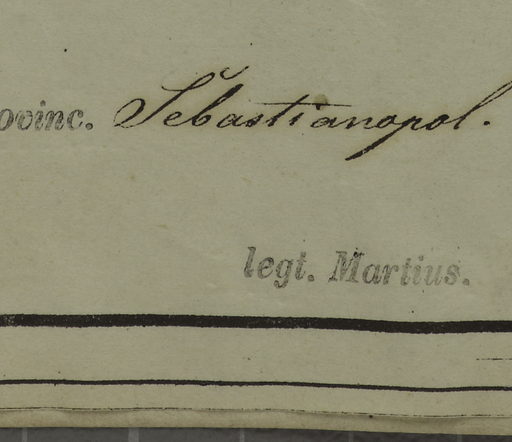 ovinc. Sebastianopol.
legt. Martius.